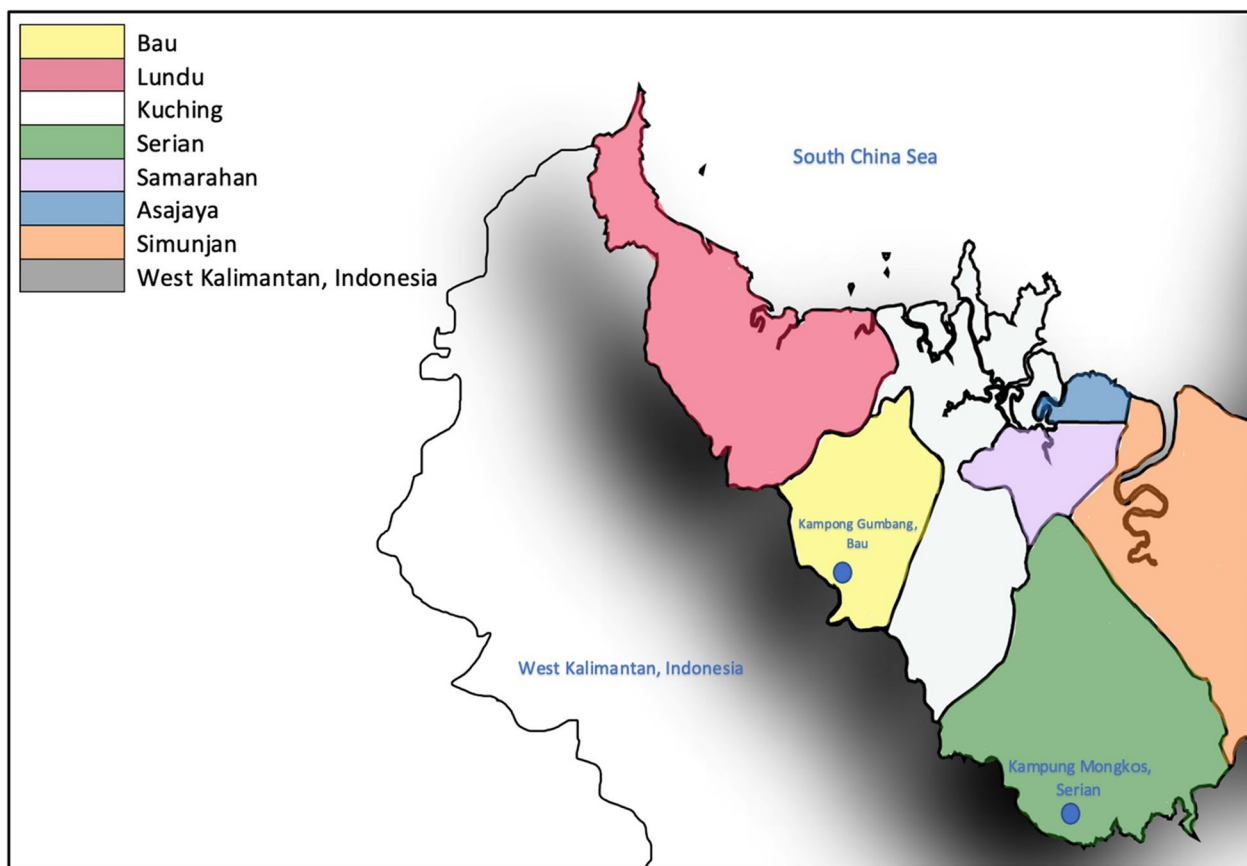 Bau
Lundu
Kuching
Serian
Samarahan
Asajaya
Simunjan
West Kalimantan, Indonesia
South China Sea
Kampong Gumbang,
Bau
West Kalimantan, Indonesia
Kampung Mongkos,
Serian